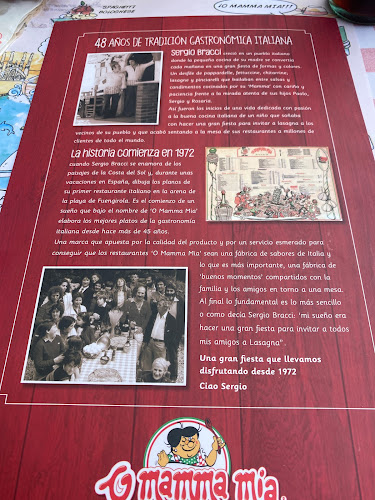 SPAGHETTI
BOLOGNESE
¡O MAMMA MIA!!!
48 AÑOS DE TRADICIÓN GASTRONÓMICA ITALIANA
Sergio Bracci creció en un pueblo italiano
donde la pequeña cocina de su madre se convertía
cada mañana en una gran fiesta de formas y colores.
Un desfile de pappardelle, fettuccine, chitarrine,
lasagne y pinciarelli que bailaban entre salsas y
condimentos cocinados por su 'Mamma' con cariño y
paciencia frente a la mirada atenta de sus hijos Paolo,
Sergio y Rosaria.
Así fueron los inicios de una vida dedicada con pasión
a la buena cocina italiana de un niño que soñaba
con hacer una gran fiesta para invitar a lasagna a los
vecinos de su pueblo y que acabó sentando a la mesa de sus restaurantes a millones de
clientes de todo el mundo.
La historia comienza en 1972
cuando Sergio Bracci se enamora de los
paisajes de la Costa del Sol y, durante unas
vacaciones en España, dibuja los planos de
su primer restaurante italiano es la arena de
la playa de Fuengirola. Es el comienzo de un
sueño que bajo el nombre de 'O Mamma Mia'
elabora los mejores platos de la gastronomía
italiana desde hace más de 45 años.
Una marca que apuesta por la calidad del producto y por un servicio esmerado para
conseguir que los restaurantes 'O Mamma Mia' sean una fábrica de sabores de Italia y
lo que es más importante, una fábrica de
'buenos momentos' compartidos con la
familia y los amigos en torno a una mesa.
Al final lo fundamental es lo más sencillo
o como decía Sergio Bracci: 'mi sueño era
hacer una gran fiesta para invitar a todos
mis amigos a Lasagna".
Una gran fiesta que llevamos
disfrutando desde 1972
Ciao Sergio
O mamma mia